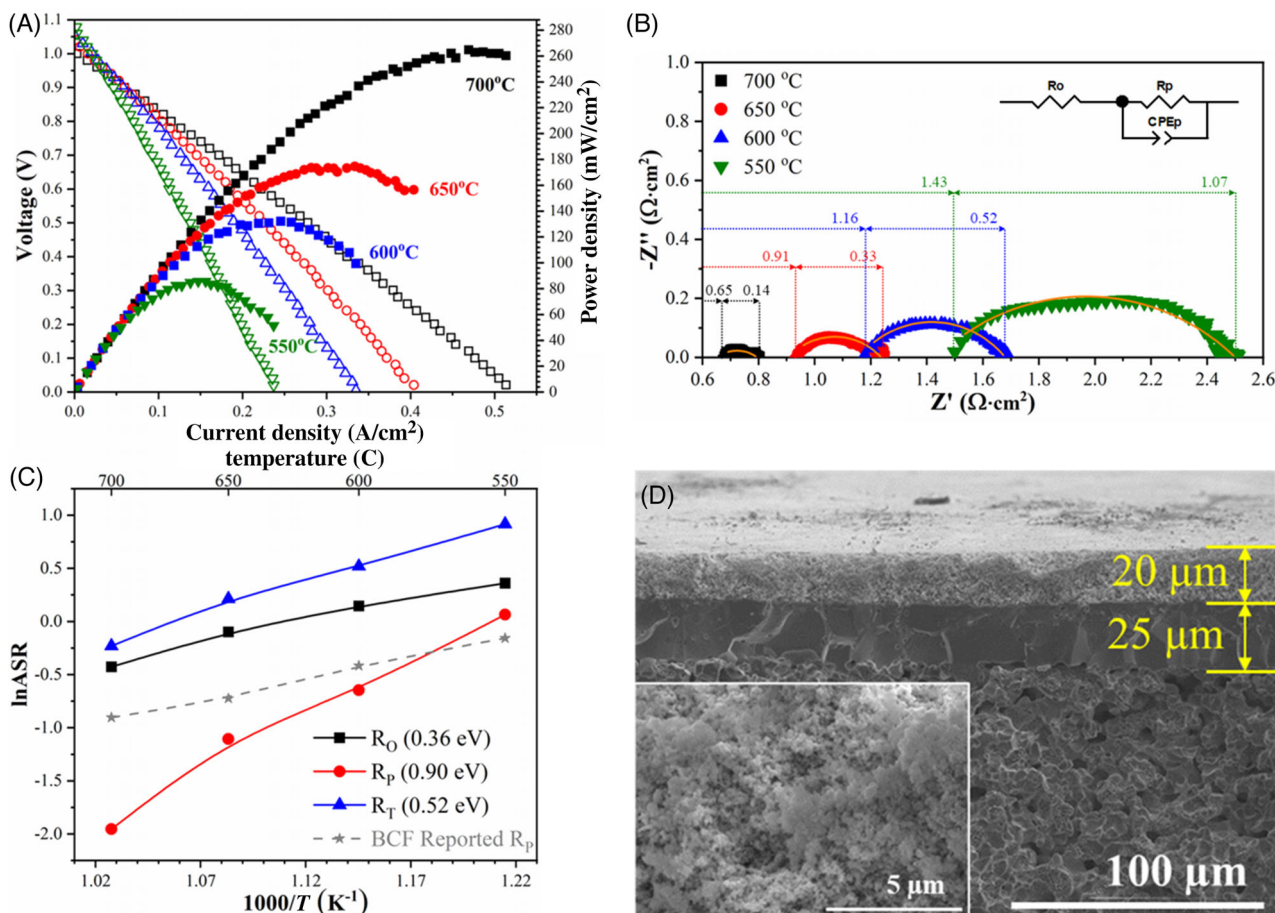 (A)
1.1
1.0
0.9
0.8
0.7
0.6
0.5
0.4
0.3
0.2
0.1
0.0
Voltage (V)
700°C
650°C
600°C
550°C
280
260
240
220
200
180
160
140
120
100
80
60
40
20
0
Power density (mW/cm²)
0.0 0.1 0.2 0.3 0.4 0.5
Current density (A/cm²)
(B)
1.0
0.8
0.6
0.4
0.2
0.0
-Z'' (Ω·cm²)
700 °C
650 °C
600 °C
550 °C
Ro Rp
CPEp
1.43 1.07
1.16 0.52
0.91 0.33
0.65 0.14
0.6 0.8 1.0 1.2 1.4 1.6 1.8 2.0 2.2 2.4 2.6
Z' (Ω·cm²)
(C)
temperature (C)
700 650 600 550
1.0
0.5
0.0
-0.5
-1.0
-1.5
-2.0
lnASR
R_O (0.36 eV)
R_P (0.90 eV)
R_T (0.52 eV)
BCF Reported R_P
1.02 1.07 1.12 1.17 1.22
1000/T (K⁻¹)
(D)
20 µm
25 µm
5 µm
100 µm